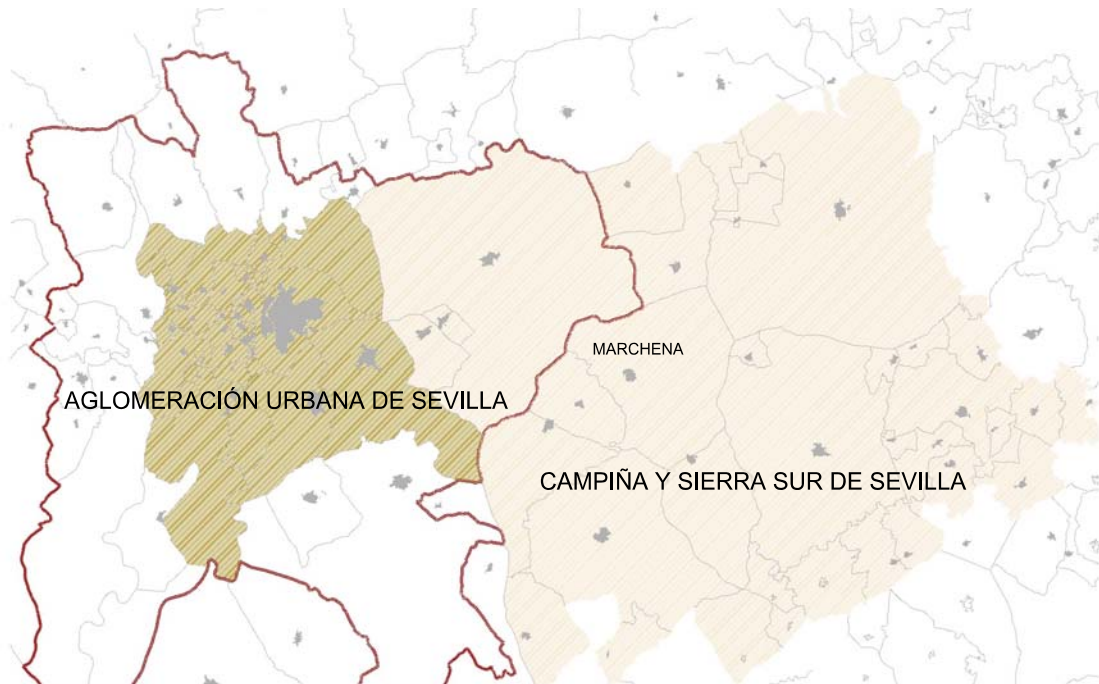 MARCHENA
AGLOMERACIÓN URBANA DE SEVILLA
CAMPIÑA Y SIERRA SUR DE SEVILLA